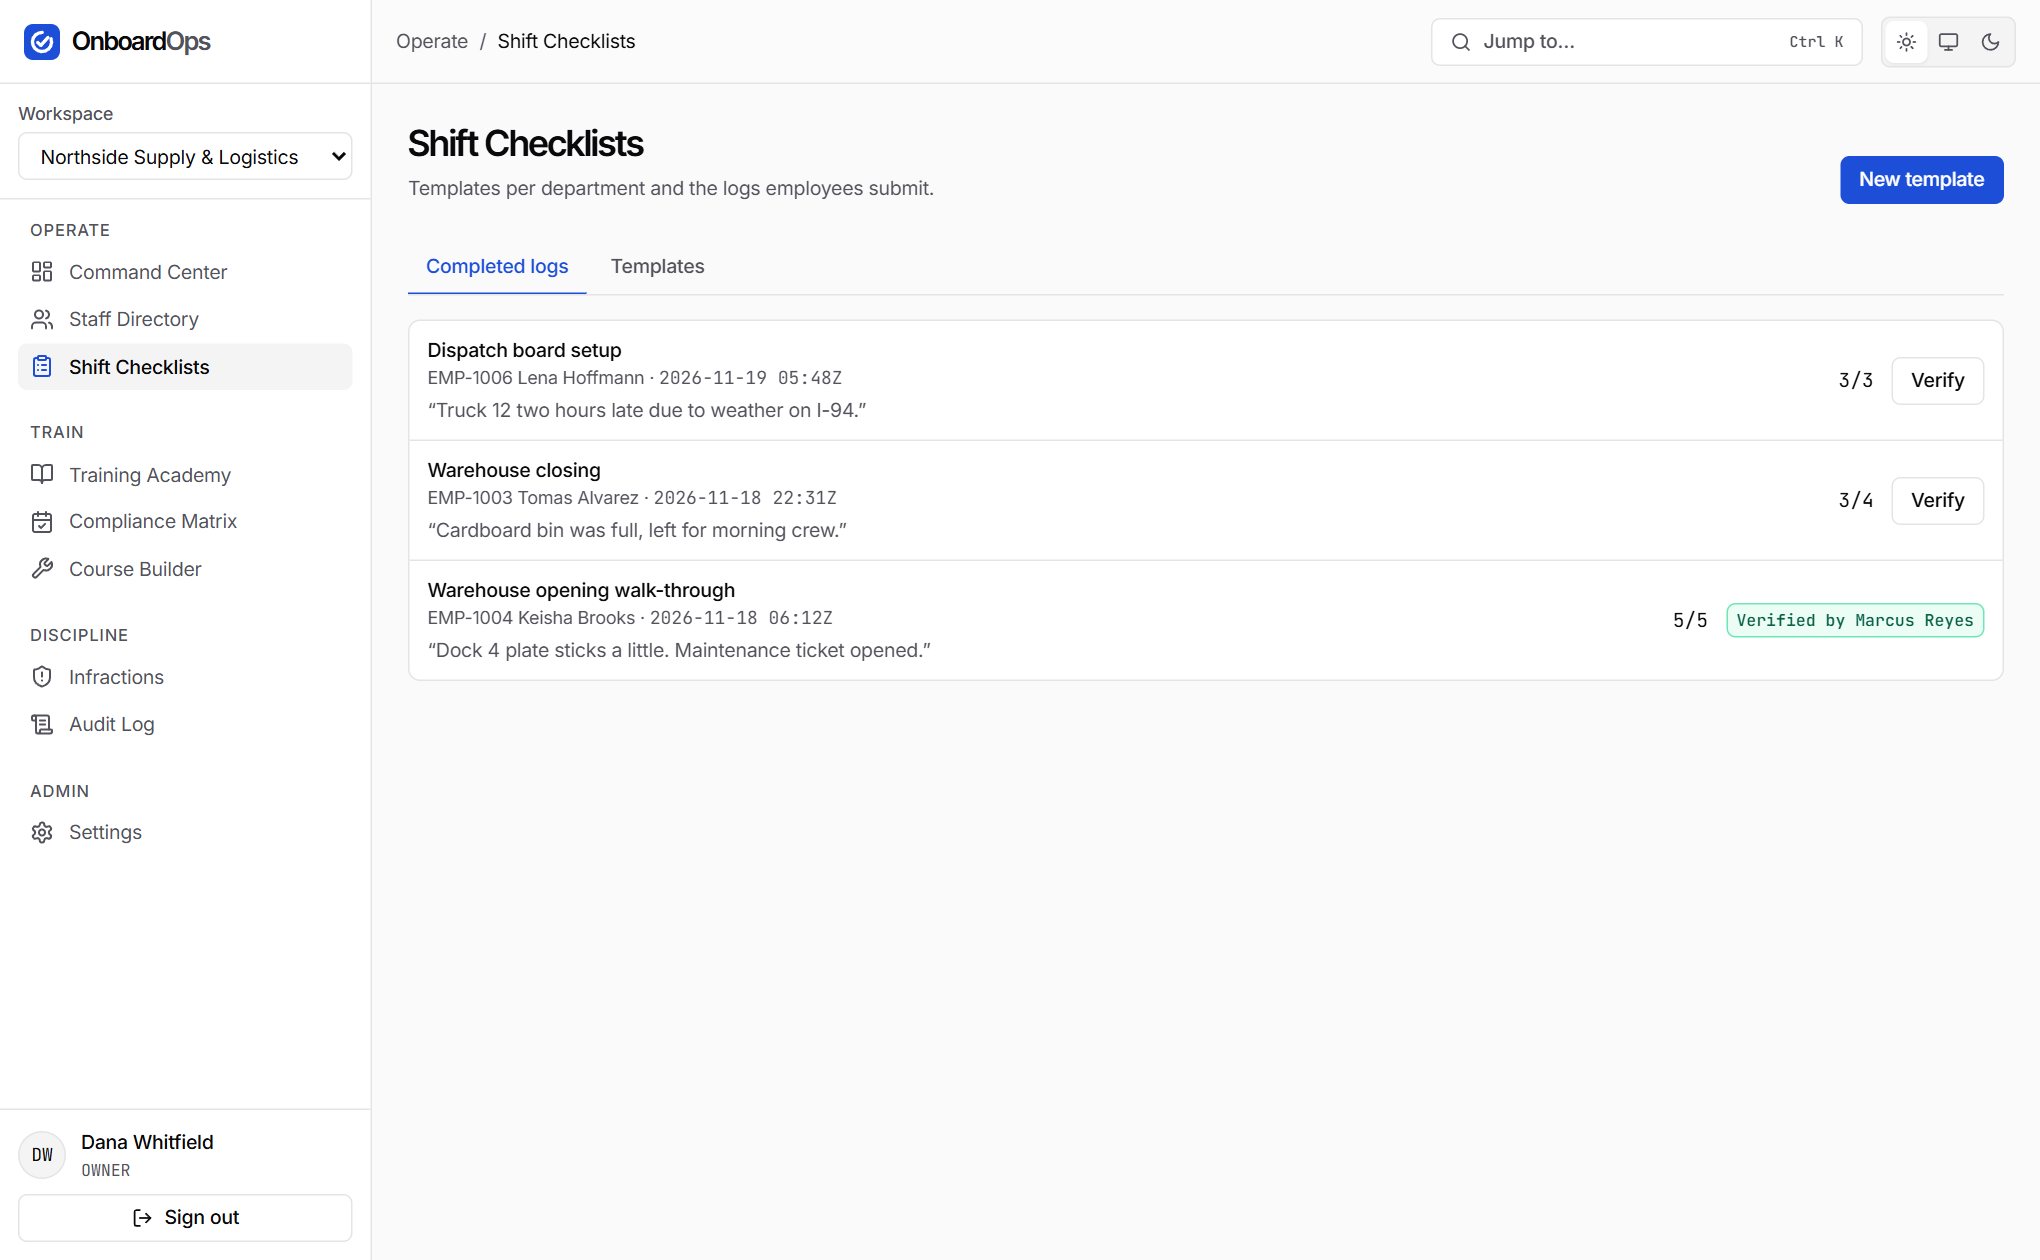 OnboardOps
Operate / Shift Checklists
Jump to... Ctrl K
Workspace
Northside Supply & Logistics
OPERATE
Command Center
Staff Directory
Shift Checklists
TRAIN
Training Academy
Compliance Matrix
Course Builder
DISCIPLINE
Infractions
Audit Log
ADMIN
Settings
DW
Dana Whitfield
OWNER
Sign out
Shift Checklists
Templates per department and the logs employees submit.
New template
Completed logs Templates
Dispatch board setup
EMP-1006 Lena Hoffmann · 2026-11-19 05:48Z
“Truck 12 two hours late due to weather on I-94.”
3/3 Verify
Warehouse closing
EMP-1003 Tomas Alvarez · 2026-11-18 22:31Z
“Cardboard bin was full, left for morning crew.”
3/4 Verify
Warehouse opening walk-through
EMP-1004 Keisha Brooks · 2026-11-18 06:12Z
“Dock 4 plate sticks a little. Maintenance ticket opened.”
5/5 Verified by Marcus Reyes